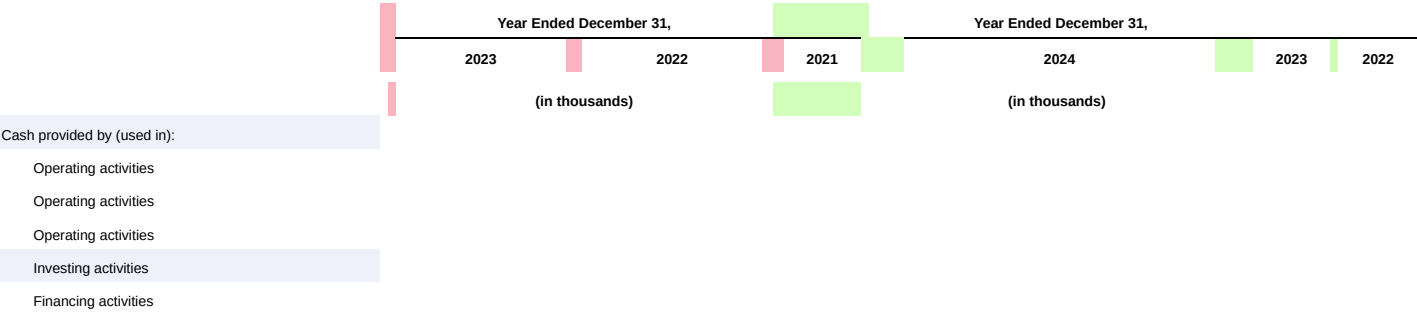 Year Ended December 31, Year Ended December 31,
2023 2022 2021 2024 2023 2022
(in thousands) (in thousands)
Cash provided by (used in):
Operating activities
Operating activities
Operating activities
Investing activities
Financing activities